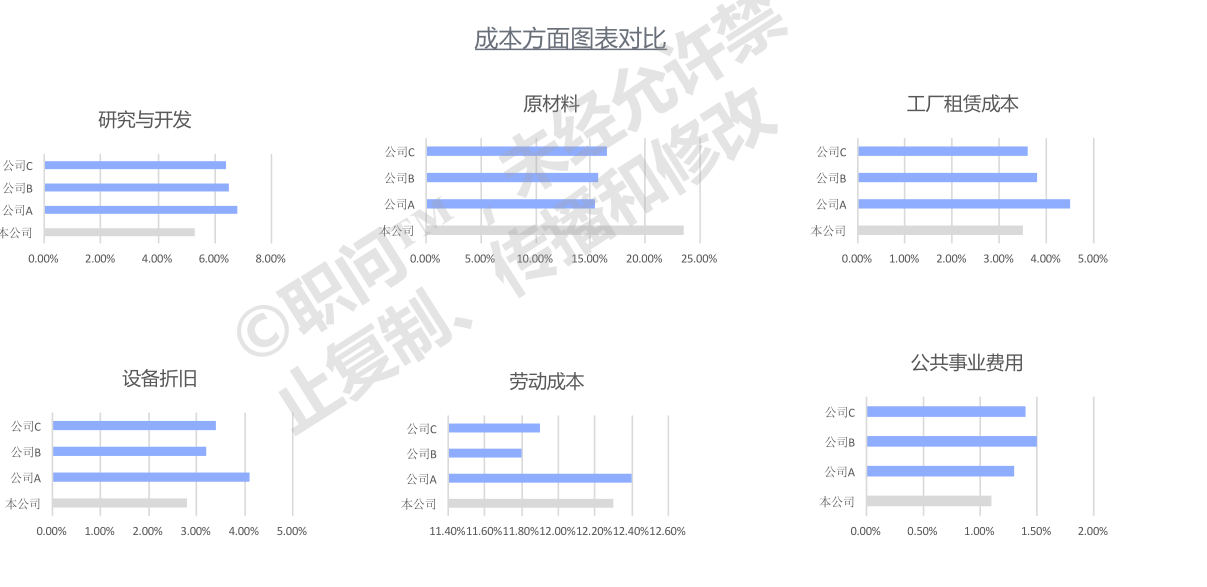 成本方面图表对比
研究与开发
公司C
公司B
公司A
本公司
0.00% 2.00% 4.00% 6.00% 8.00%
原材料
公司C
公司B
公司A
本公司
0.00% 5.00% 10.00% 15.00% 20.00% 25.00%
工厂租赁成本
公司C
公司B
公司A
本公司
0.00% 1.00% 2.00% 3.00% 4.00% 5.00%
设备折旧
公司C
公司B
公司A
本公司
0.00% 1.00% 2.00% 3.00% 4.00% 5.00%
劳动成本
公司C
公司B
公司A
本公司
11.40% 11.60% 11.80% 12.00% 12.20% 12.40% 12.60%
公共事业费用
公司C
公司B
公司A
本公司
0.00% 0.50% 1.00% 1.50% 2.00%
©职问™,未经允许禁
止复制、传播和修改